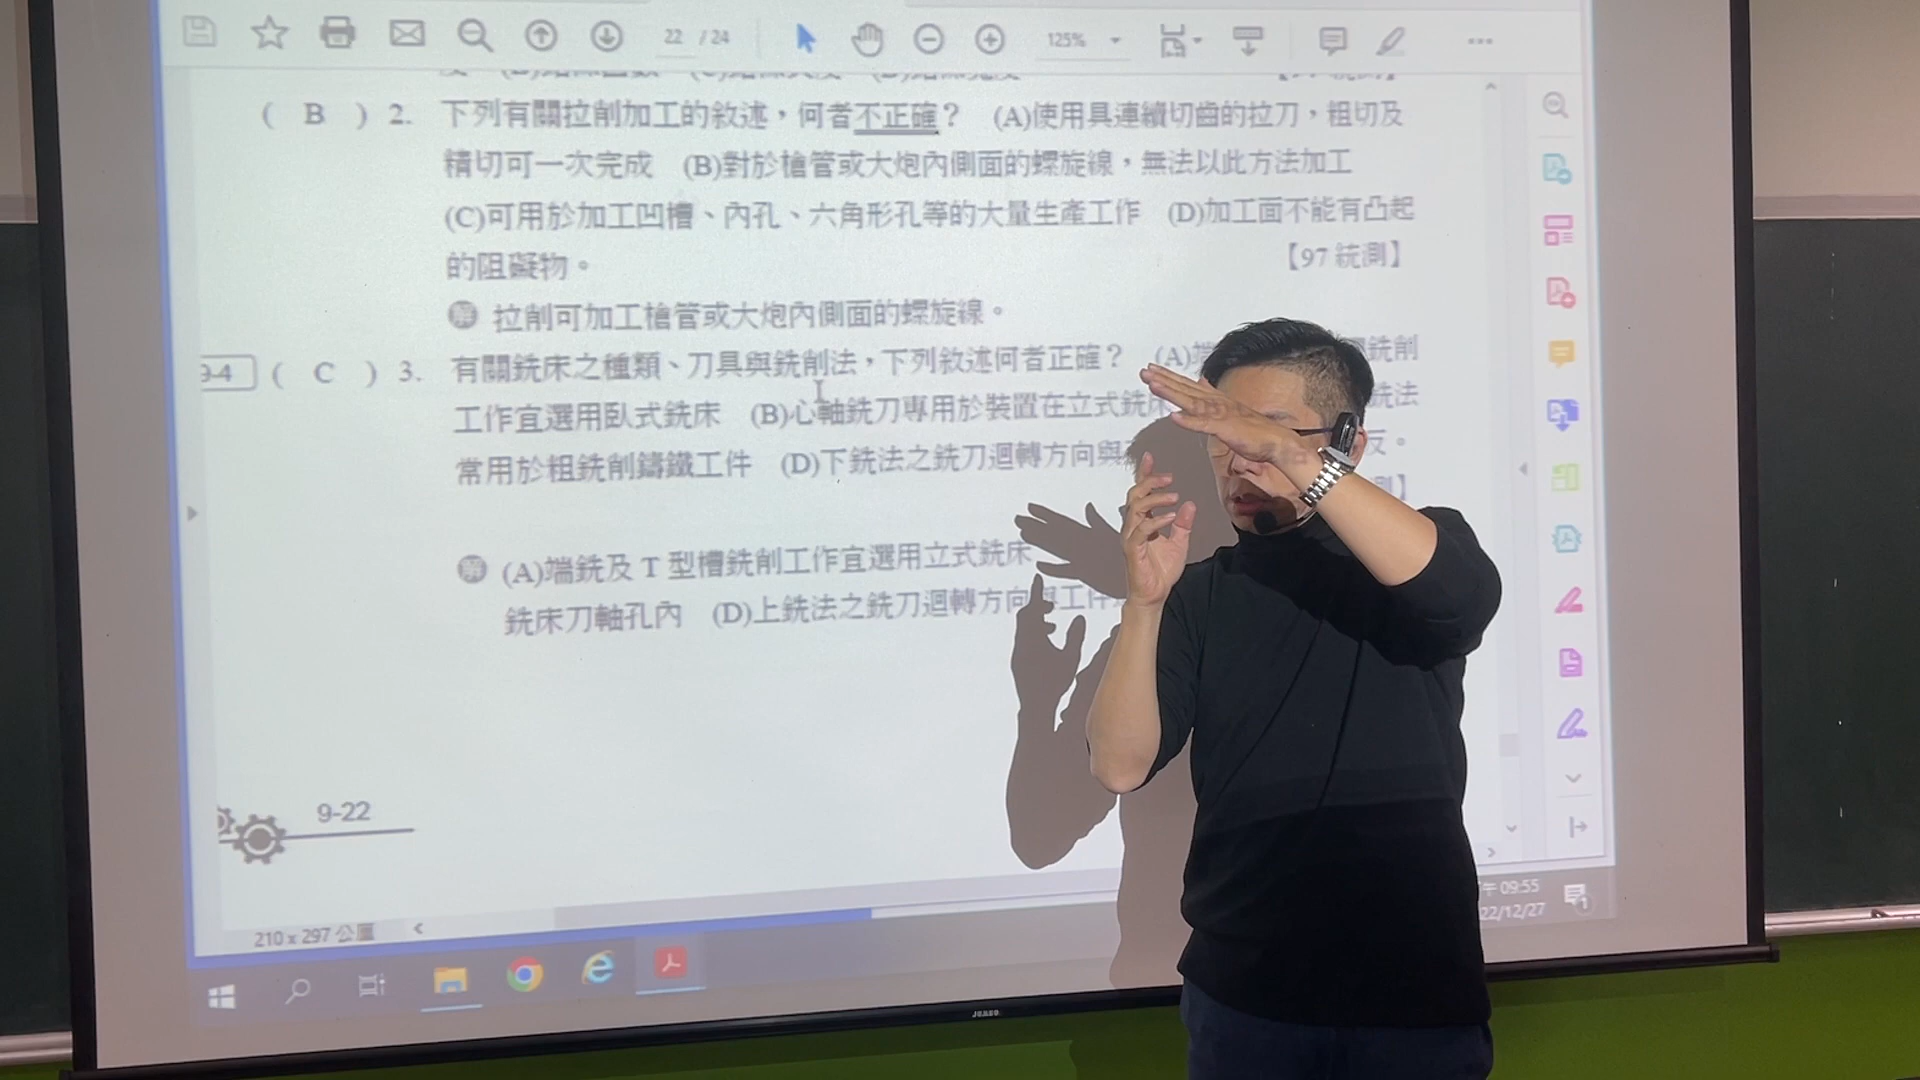 22 / 24
125%
( B ) 2. 下列有關拉削加工的敘述，何者不正確？ (A)使用具連續切齒的拉刀，粗切及
精切可一次完成 (B)對於槍管或大炮內側面的螺旋線，無法以此方法加工
(C)可用於加工凹槽、內孔、六角形孔等的大量生產工作 (D)加工面不能有凸起
的阻礙物。
【97 統測】
解 拉削可加工槍管或大炮內側面的螺旋線。
9-4 ( C ) 3. 有關銑床之種類、刀具與銑削法，下列敘述何者正確？ (A)端 銑削
工作宜選用臥式銑床 (B)心軸銑刀專用於裝置在立式銑床 銑法
常用於粗銑削鑄鐵工件 (D)下銑法之銑刀迴轉方向與 反。
測】
解 (A)端銑及 T 型槽銑削工作宜選用立式銑床
銑床刀軸孔內 (D)上銑法之銑刀迴轉方向與工件
9-22
210 x 297 公厘
午 09:55
22/12/27
1